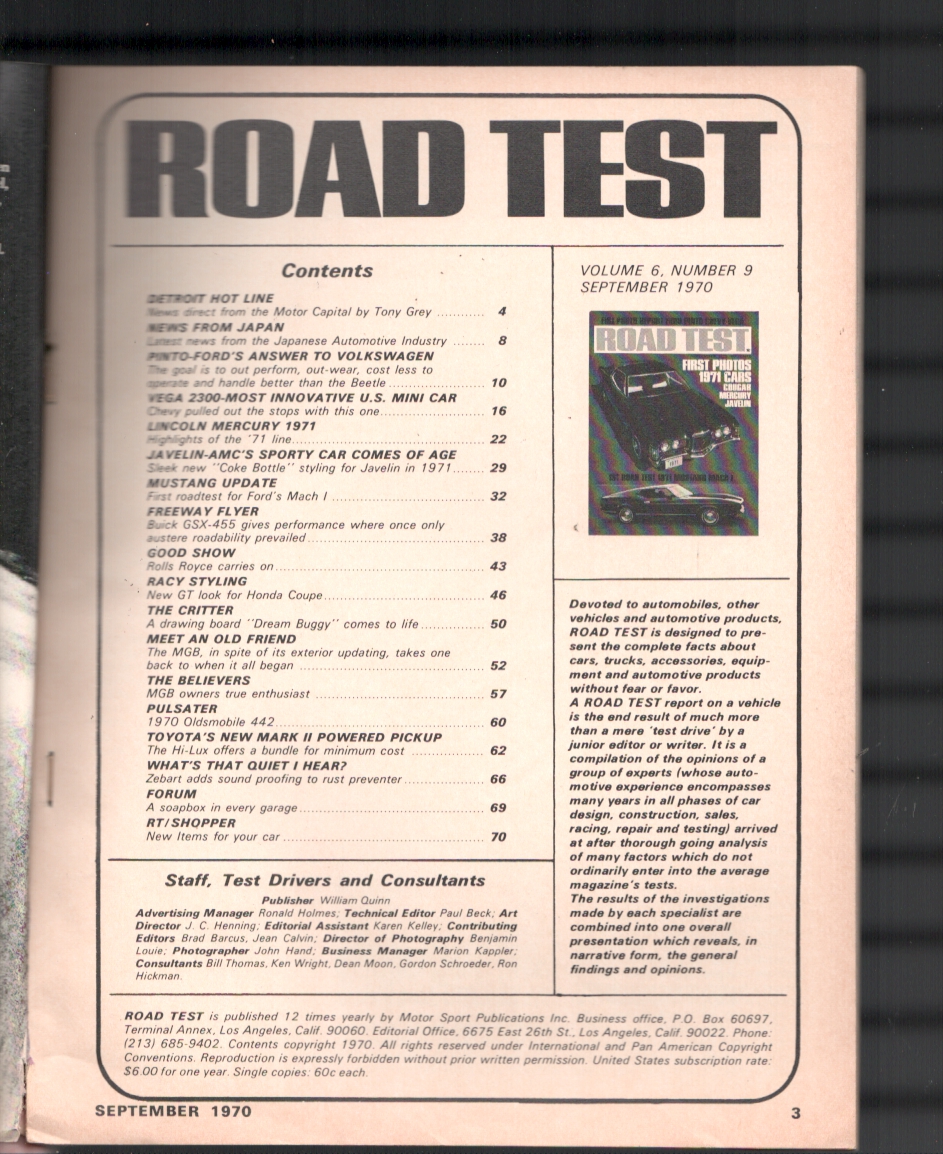 ROAD TEST
Contents
DETROIT HOT LINE
News direct from the Motor Capital by Tony Grey ............ 4
NEWS FROM JAPAN
Latest news from the Japanese Automotive Industry ........ 8
PINTO-FORD'S ANSWER TO VOLKSWAGEN
The goal is to out perform, out-wear, cost less to
operate and handle better than the Beetle ........................ 10
VEGA 2300-MOST INNOVATIVE U.S. MINI CAR
Chevy pulled out the stops with this one.......................... 16
LINCOLN MERCURY 1971
Highlights of the '71 line................................................ 22
JAVELIN-AMC'S SPORTY CAR COMES OF AGE
Sleek new "Coke Bottle" styling for Javelin in 1971........ 29
MUSTANG UPDATE
First roadtest for Ford's Mach I ...................................... 32
FREEWAY FLYER
Buick GSX-455 gives performance where once only
austere roadability prevailed............................................ 38
GOOD SHOW
Rolls Royce carries on.................................................... 43
RACY STYLING
New GT look for Honda Coupe........................................ 46
THE CRITTER
A drawing board "Dream Buggy" comes to life ................ 50
MEET AN OLD FRIEND
The MGB, in spite of its exterior updating, takes one
back to when it all began .............................................. 52
THE BELIEVERS
MGB owners true enthusiast .......................................... 57
PULSATER
1970 Oldsmobile 442.................................................... 60
TOYOTA'S NEW MARK II POWERED PICKUP
The Hi-Lux offers a bundle for minimum cost .................. 62
WHAT'S THAT QUIET I HEAR?
Zebart adds sound proofing to rust preventer.................... 66
FORUM
A soapbox in every garage.............................................. 69
RT/SHOPPER
New Items for your car .................................................. 70
Staff, Test Drivers and Consultants
Publisher William Quinn
Advertising Manager Ronald Holmes; Technical Editor Paul Beck; Art
Director J. C. Henning; Editorial Assistant Karen Kelley; Contributing
Editors Brad Barcus, Jean Calvin; Director of Photography Benjamin
Louie; Photographer John Hand; Business Manager Marion Kappler;
Consultants Bill Thomas, Ken Wright, Dean Moon, Gordon Schroeder, Ron
Hickman.
VOLUME 6, NUMBER 9
SEPTEMBER 1970
ROAD TEST.
FIRST PHOTOS
1971 CARS
COUGAR
MERCURY
JAVELIN
1ST ROAD TEST 1971 MUSTANG MACH I
Devoted to automobiles, other
vehicles and automotive products,
ROAD TEST is designed to pre-
sent the complete facts about
cars, trucks, accessories, equip-
ment and automotive products
without fear or favor.
A ROAD TEST report on a vehicle
is the end result of much more
than a mere 'test drive' by a
junior editor or writer. It is a
compilation of the opinions of a
group of experts (whose auto-
motive experience encompasses
many years in all phases of car
design, construction, sales,
racing, repair and testing) arrived
at after thorough going analysis
of many factors which do not
ordinarily enter into the average
magazine's tests.
The results of the investigations
made by each specialist are
combined into one overall
presentation which reveals, in
narrative form, the general
findings and opinions.
ROAD TEST is published 12 times yearly by Motor Sport Publications Inc. Business office, P.O. Box 60697,
Terminal Annex, Los Angeles, Calif. 90060. Editorial Office, 6675 East 26th St., Los Angeles, Calif. 90022. Phone:
(213) 685-9402. Contents copyright 1970. All rights reserved under International and Pan American Copyright
Conventions. Reproduction is expressly forbidden without prior written permission. United States subscription rate:
$6.00 for one year. Single copies: 60c each.
SEPTEMBER 1970 3